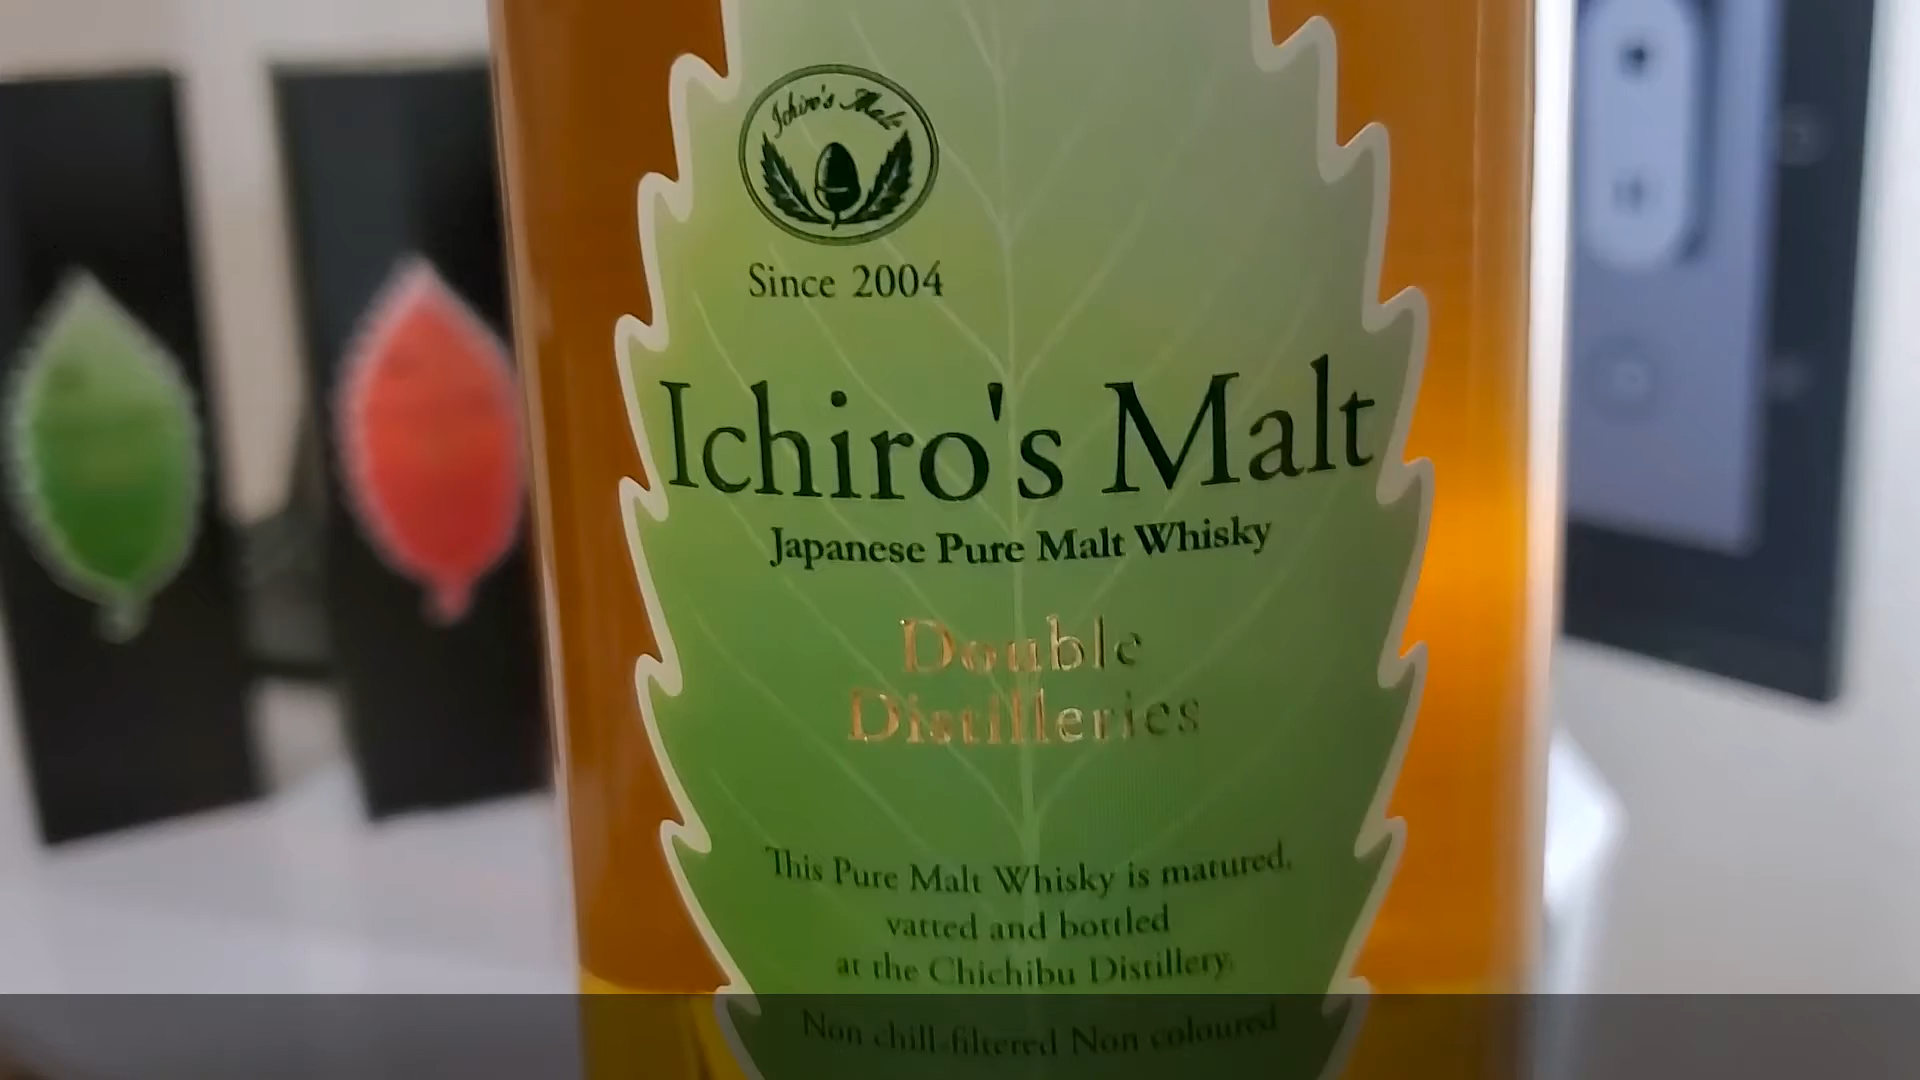 Ichiro's Malt
Since 2004
Ichiro's Malt
Japanese Pure Malt Whisky
Double
Distilleries
This Pure Malt Whisky is matured,
vatted and bottled
at the Chichibu Distillery.
Non chill-filtered Non coloured